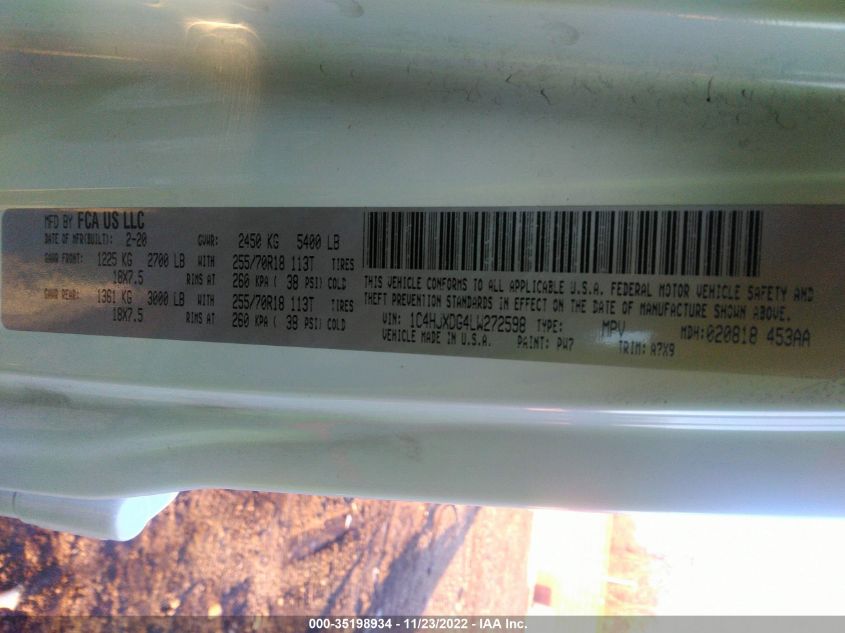 MFD BY FCA US LLC
DATE OF MFR(BUILT): 2-20 GVWR: 2450 KG 5400 LB
GAWR FRONT: 1225 KG 2700 LB WITH 255/70R18 113T TIRES
18X7.5 RIMS AT 260 KPA ( 38 PSI) COLD
GAWR REAR: 1361 KG 3000 LB WITH 255/70R18 113T TIRES
18X7.5 RIMS AT 260 KPA ( 38 PSI) COLD
THIS VEHICLE CONFORMS TO ALL APPLICABLE U.S.A. FEDERAL MOTOR VEHICLE SAFETY AND
THEFT PREVENTION STANDARDS IN EFFECT ON THE DATE OF MANUFACTURE SHOWN ABOVE.
VIN: 1C4HJXDG4LW272598 TYPE: MPV MDH:020818 453AA
VEHICLE MADE IN U.S.A. PAINT: PW7 TRIM: A7X9
000-35198934 - 11/23/2022 - IAA Inc.